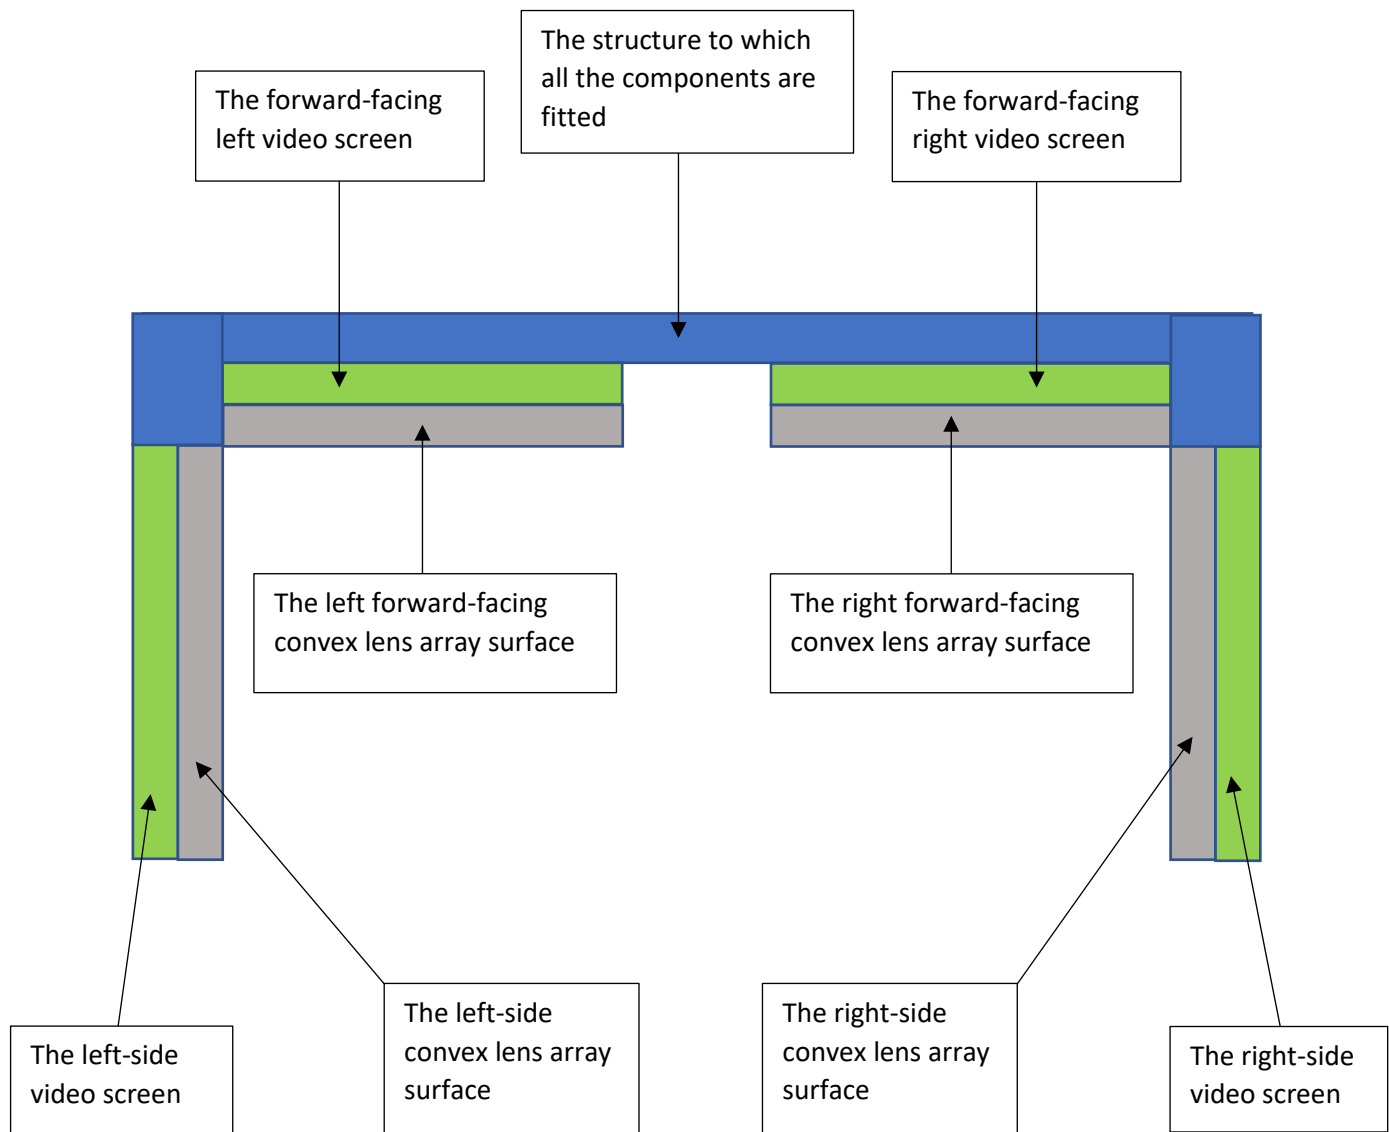 The structure to which
all the components are
fitted
The forward-facing
left video screen
The forward-facing
right video screen
The left forward-facing
convex lens array surface
The right forward-facing
convex lens array surface
The left-side
convex lens array
surface
The right-side
convex lens array
surface
The left-side
video screen
The right-side
video screen